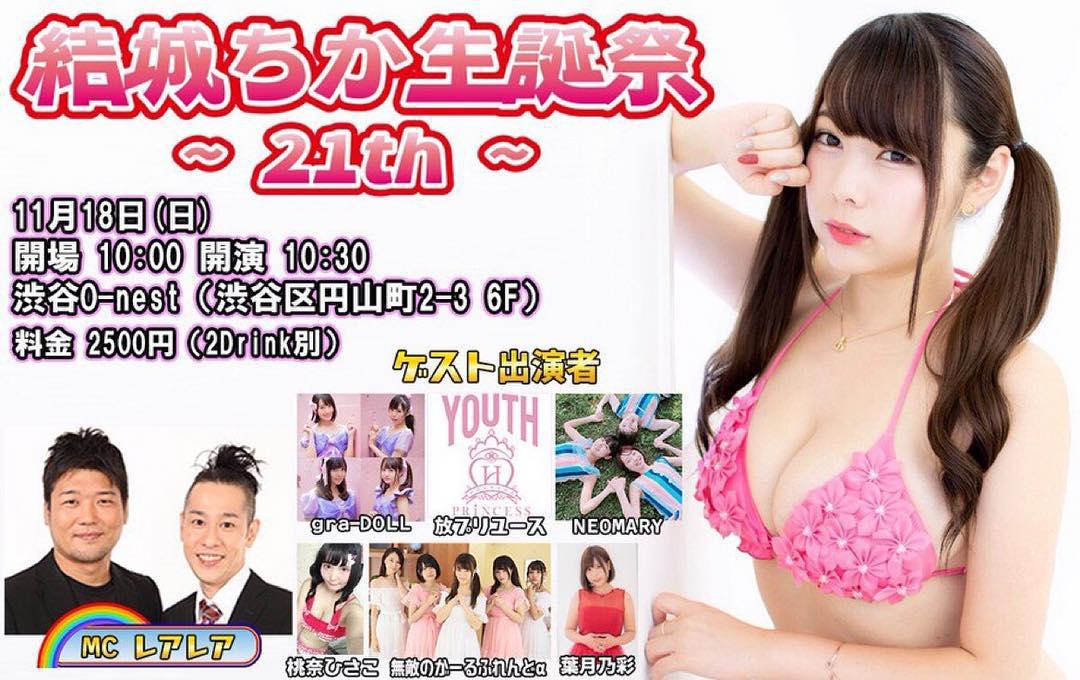 結城ちか生誕祭
~ 21th ~
11月18日(日)
開場 10:00 開演 10:30
渋谷O-nest (渋谷区円山町2-3 6F)
料金 2500円 (2Drink別)
ゲスト出演者
YOUTH
H
PRiNCESS
gra-DOLL
放プリユース
NEOMARY
MC レアレア
桃奈ひさこ
無敵のがーるふれんどα
葉月乃彩